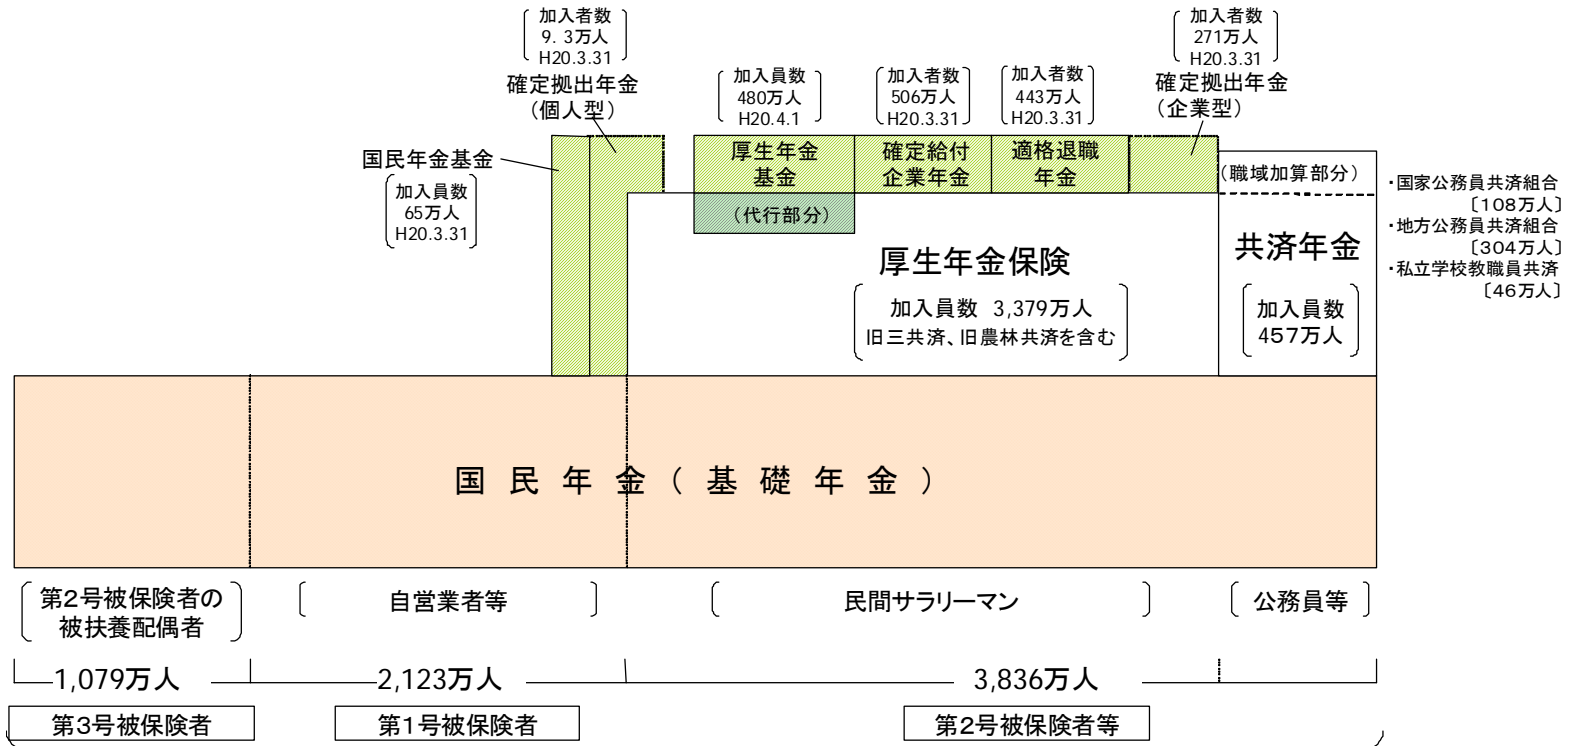 加入者数
9.3万人
H20.3.31
確定拠出年金
（個人型）
加入員数
480万人
H20.4.1
加入者数
506万人
H20.3.31
加入者数
443万人
H20.3.31
加入者数
271万人
H20.3.31
確定拠出年金
（企業型）
国民年金基金
加入員数
65万人
H20.3.31
厚生年金
基金
（代行部分）
確定給付
企業年金
適格退職
年金
（職域加算部分）
厚生年金保険
加入員数 3,379万人
旧三共済、旧農林共済を含む
共済年金
加入員数
457万人
・国家公務員共済組合
〔108万人〕
・地方公務員共済組合
〔304万人〕
・私立学校教職員共済
〔46万人〕
国民年金（基礎年金）
第2号被保険者の
被扶養配偶者
自営業者等
民間サラリーマン
公務員等
1,079万人
2,123万人
3,836万人
第3号被保険者
第1号被保険者
第2号被保険者等